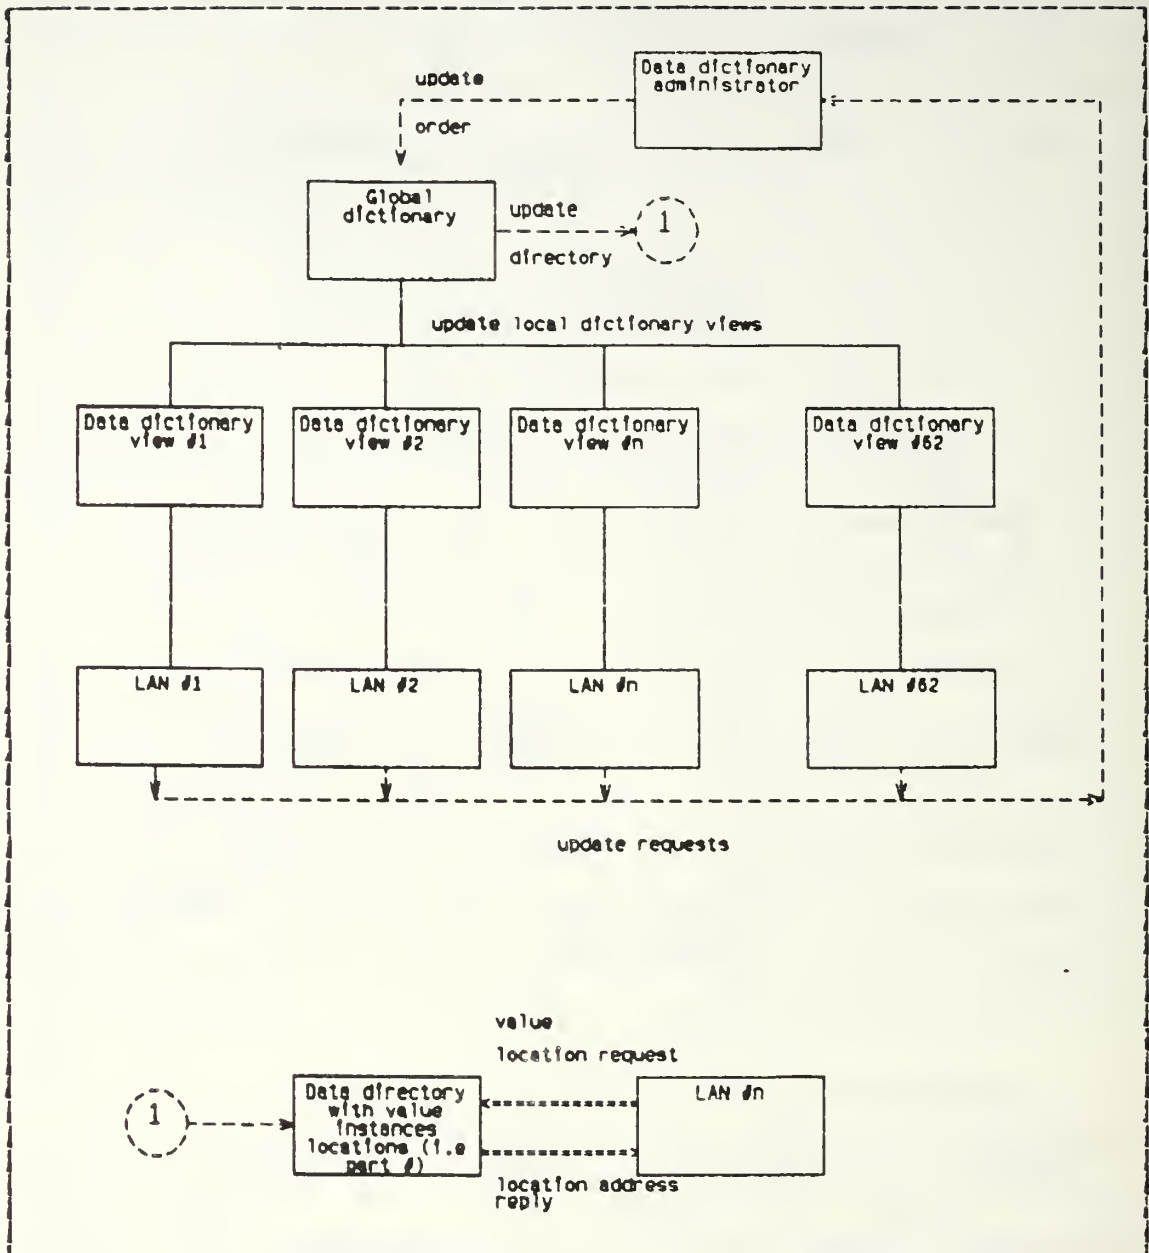 Data dictionary
administrator
update
order
Global
dictionary
update
directory
1
update local dictionary views
Data dictionary
view #1
Data dictionary
view #2
Data dictionary
view #n
Data dictionary
view #62
LAN #1
LAN #2
LAN #n
LAN #62
update requests
value
location request
1
Data directory
with value
instances
locations (i.e
part #)
LAN #n
location address
reply